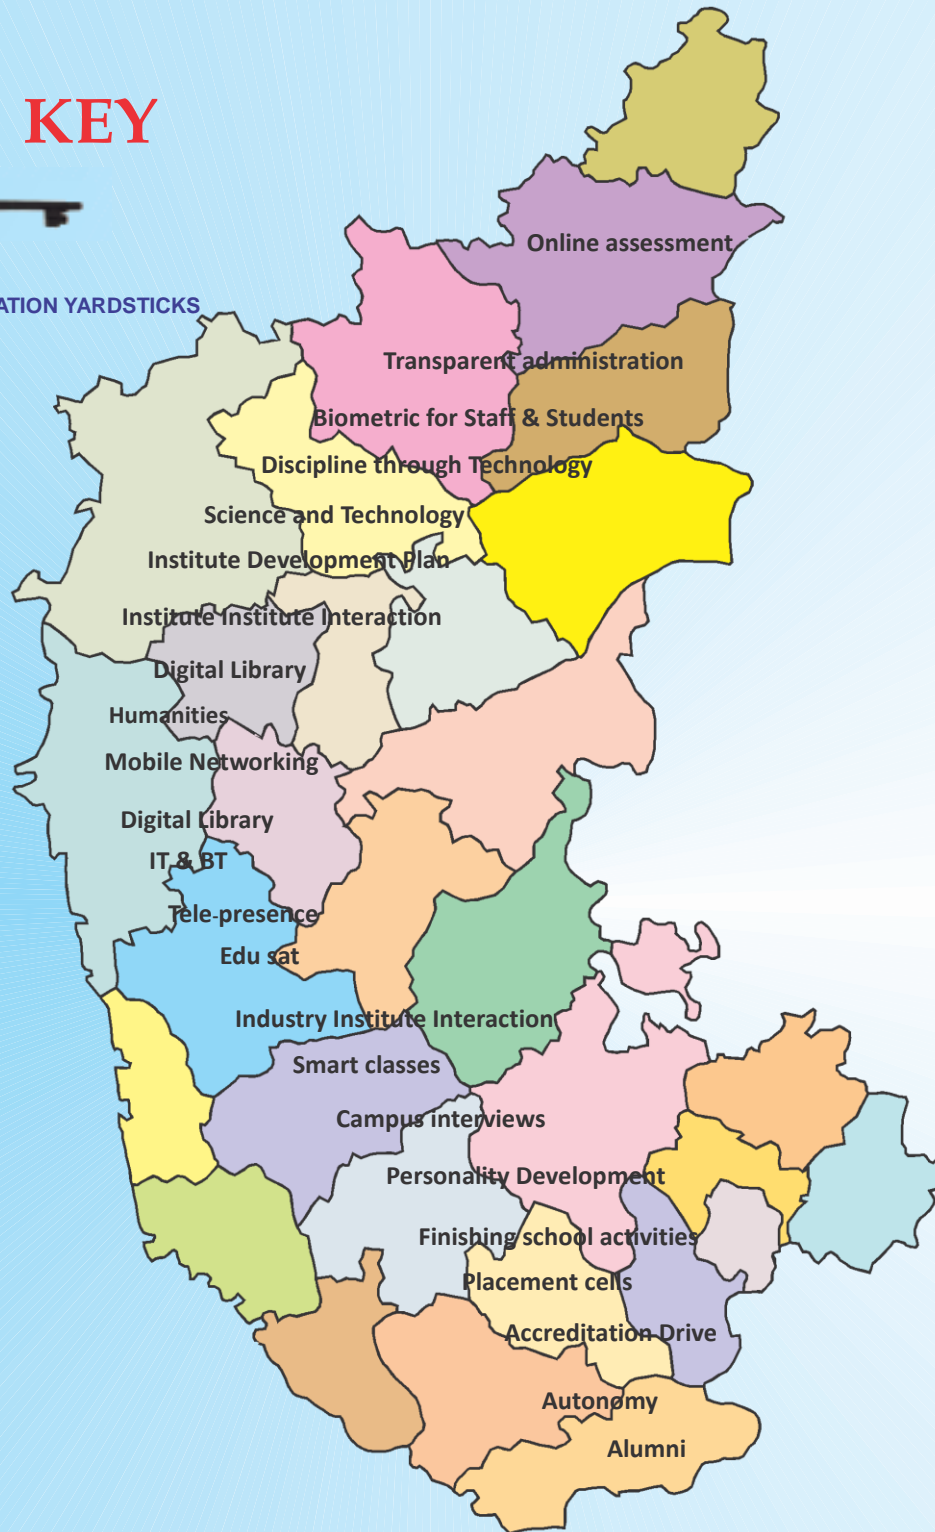 KEY
ATION YARDSTICKS
Online assessment
Transparent administration
Biometric for Staff & Students
Discipline through Technology
Science and Technology
Institute Development Plan
Institute Institute Interaction
Digital Library
Humanities
Mobile Networking
Digital Library
IT & BT
Tele-presence
Edu sat
Industry Institute Interaction
Smart classes
Campus interviews
Personality Development
Finishing school activities
Placement cells
Accreditation Drive
Autonomy
Alumni